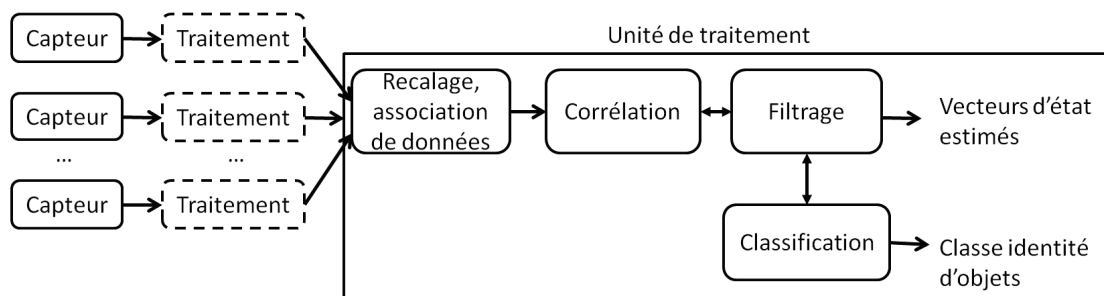 Unité de traitement
Capteur
Traitement
Capteur
Traitement
...
...
Capteur
Traitement
Recalage,
association
de données
Corrélation
Filtrage
Vecteurs d'état
estimés
Classification
Classe identité
d'objets